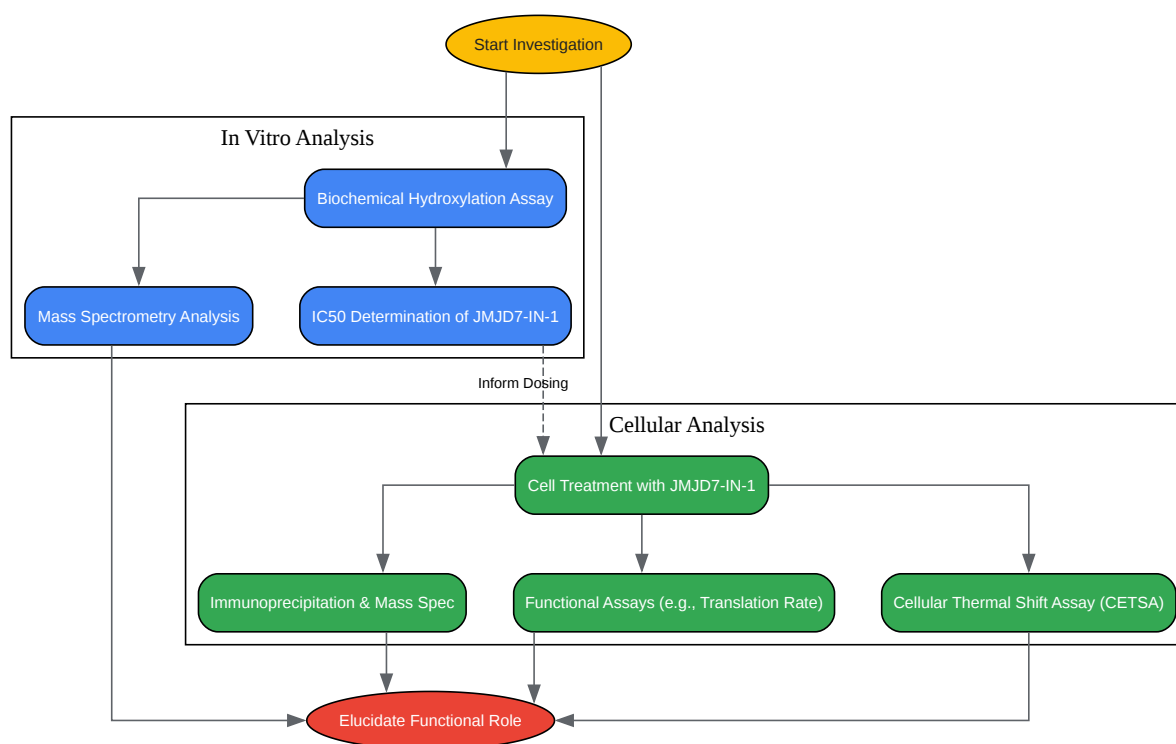 Start Investigation
In Vitro Analysis
Biochemical Hydroxylation Assay
Mass Spectrometry Analysis
IC50 Determination of JMJD7-IN-1
Inform Dosing
Cellular Analysis
Cell Treatment with JMJD7-IN-1
Immunoprecipitation & Mass Spec
Functional Assays (e.g., Translation Rate)
Cellular Thermal Shift Assay (CETSA)
Elucidate Functional Role